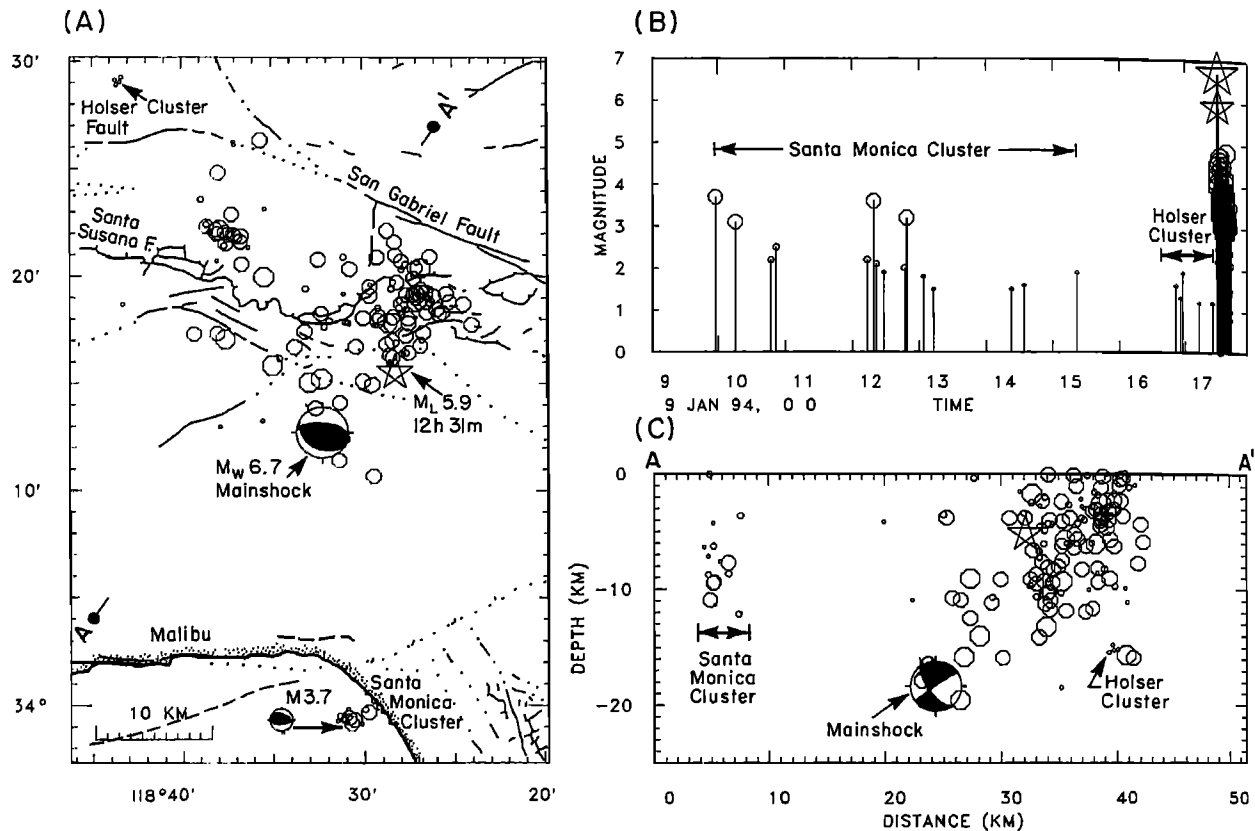 (A)
30'
Holser Cluster
Fault
A'
San Gabriel Fault
Santa
Susana F.
20'
ML 5.9
12h 31m
Mw 6.7
Mainshock
10'
A
Malibu
34°
10 KM
M3.7
Santa
Monica
Cluster
118°40'
30'
20'
(B)
MAGNITUDE
7
6
5
4
3
2
1
0
Santa Monica Cluster
Holser
Cluster
9 10 11 12 13 14 15 16 17
9 JAN 94, 0 0
TIME
(C)
A
A'
DEPTH (KM)
0
-10
-20
Santa
Monica
Cluster
Mainshock
Holser
Cluster
0 10 20 30 40 50
DISTANCE (KM)